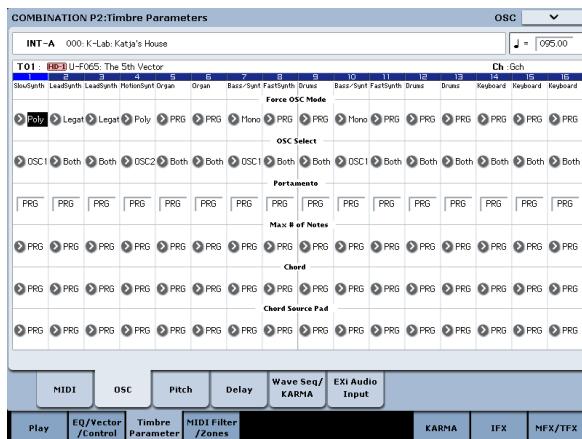 COMBINATION P2:Timbre Parameters OSC
INT-A 000: K-Lab: Katja's House ♩ = 095.00
T01 : HD-1 U-F065: The 5th Vector Ch :Gch
1 2 3 4 5 6 7 8 9 10 11 12 13 14 15 16
SlowSynth LeadSynth LeadSynth MotionSynt Organ Organ Bass/Synt FastSynth Drums Bass/Synt FastSynth Drums Drums Keyboard Keyboard Keyboard
Force OSC Mode
Poly Legat Legat Poly PRG PRG Mono PRG PRG Mono PRG PRG PRG PRG PRG PRG
OSC Select
OSC1 Both Both OSC2 Both Both OSC1 Both Both OSC1 Both Both Both Both Both Both
Portamento
PRG PRG PRG PRG PRG PRG PRG PRG PRG PRG PRG PRG PRG PRG PRG PRG
Max # of Notes
PRG PRG PRG PRG PRG PRG PRG PRG PRG PRG PRG PRG PRG PRG PRG PRG
Chord
PRG PRG PRG PRG PRG PRG PRG PRG PRG PRG PRG PRG PRG PRG PRG PRG
Chord Source Pad
PRG PRG PRG PRG PRG PRG PRG PRG PRG PRG PRG PRG PRG PRG PRG PRG
MIDI OSC Pitch Delay Wave Seq/ KARMA EXi Audio Input
Play EQ/Vector /Control Timbre Parameter MIDI Filter /Zones KARMA IFX MFX/TFX